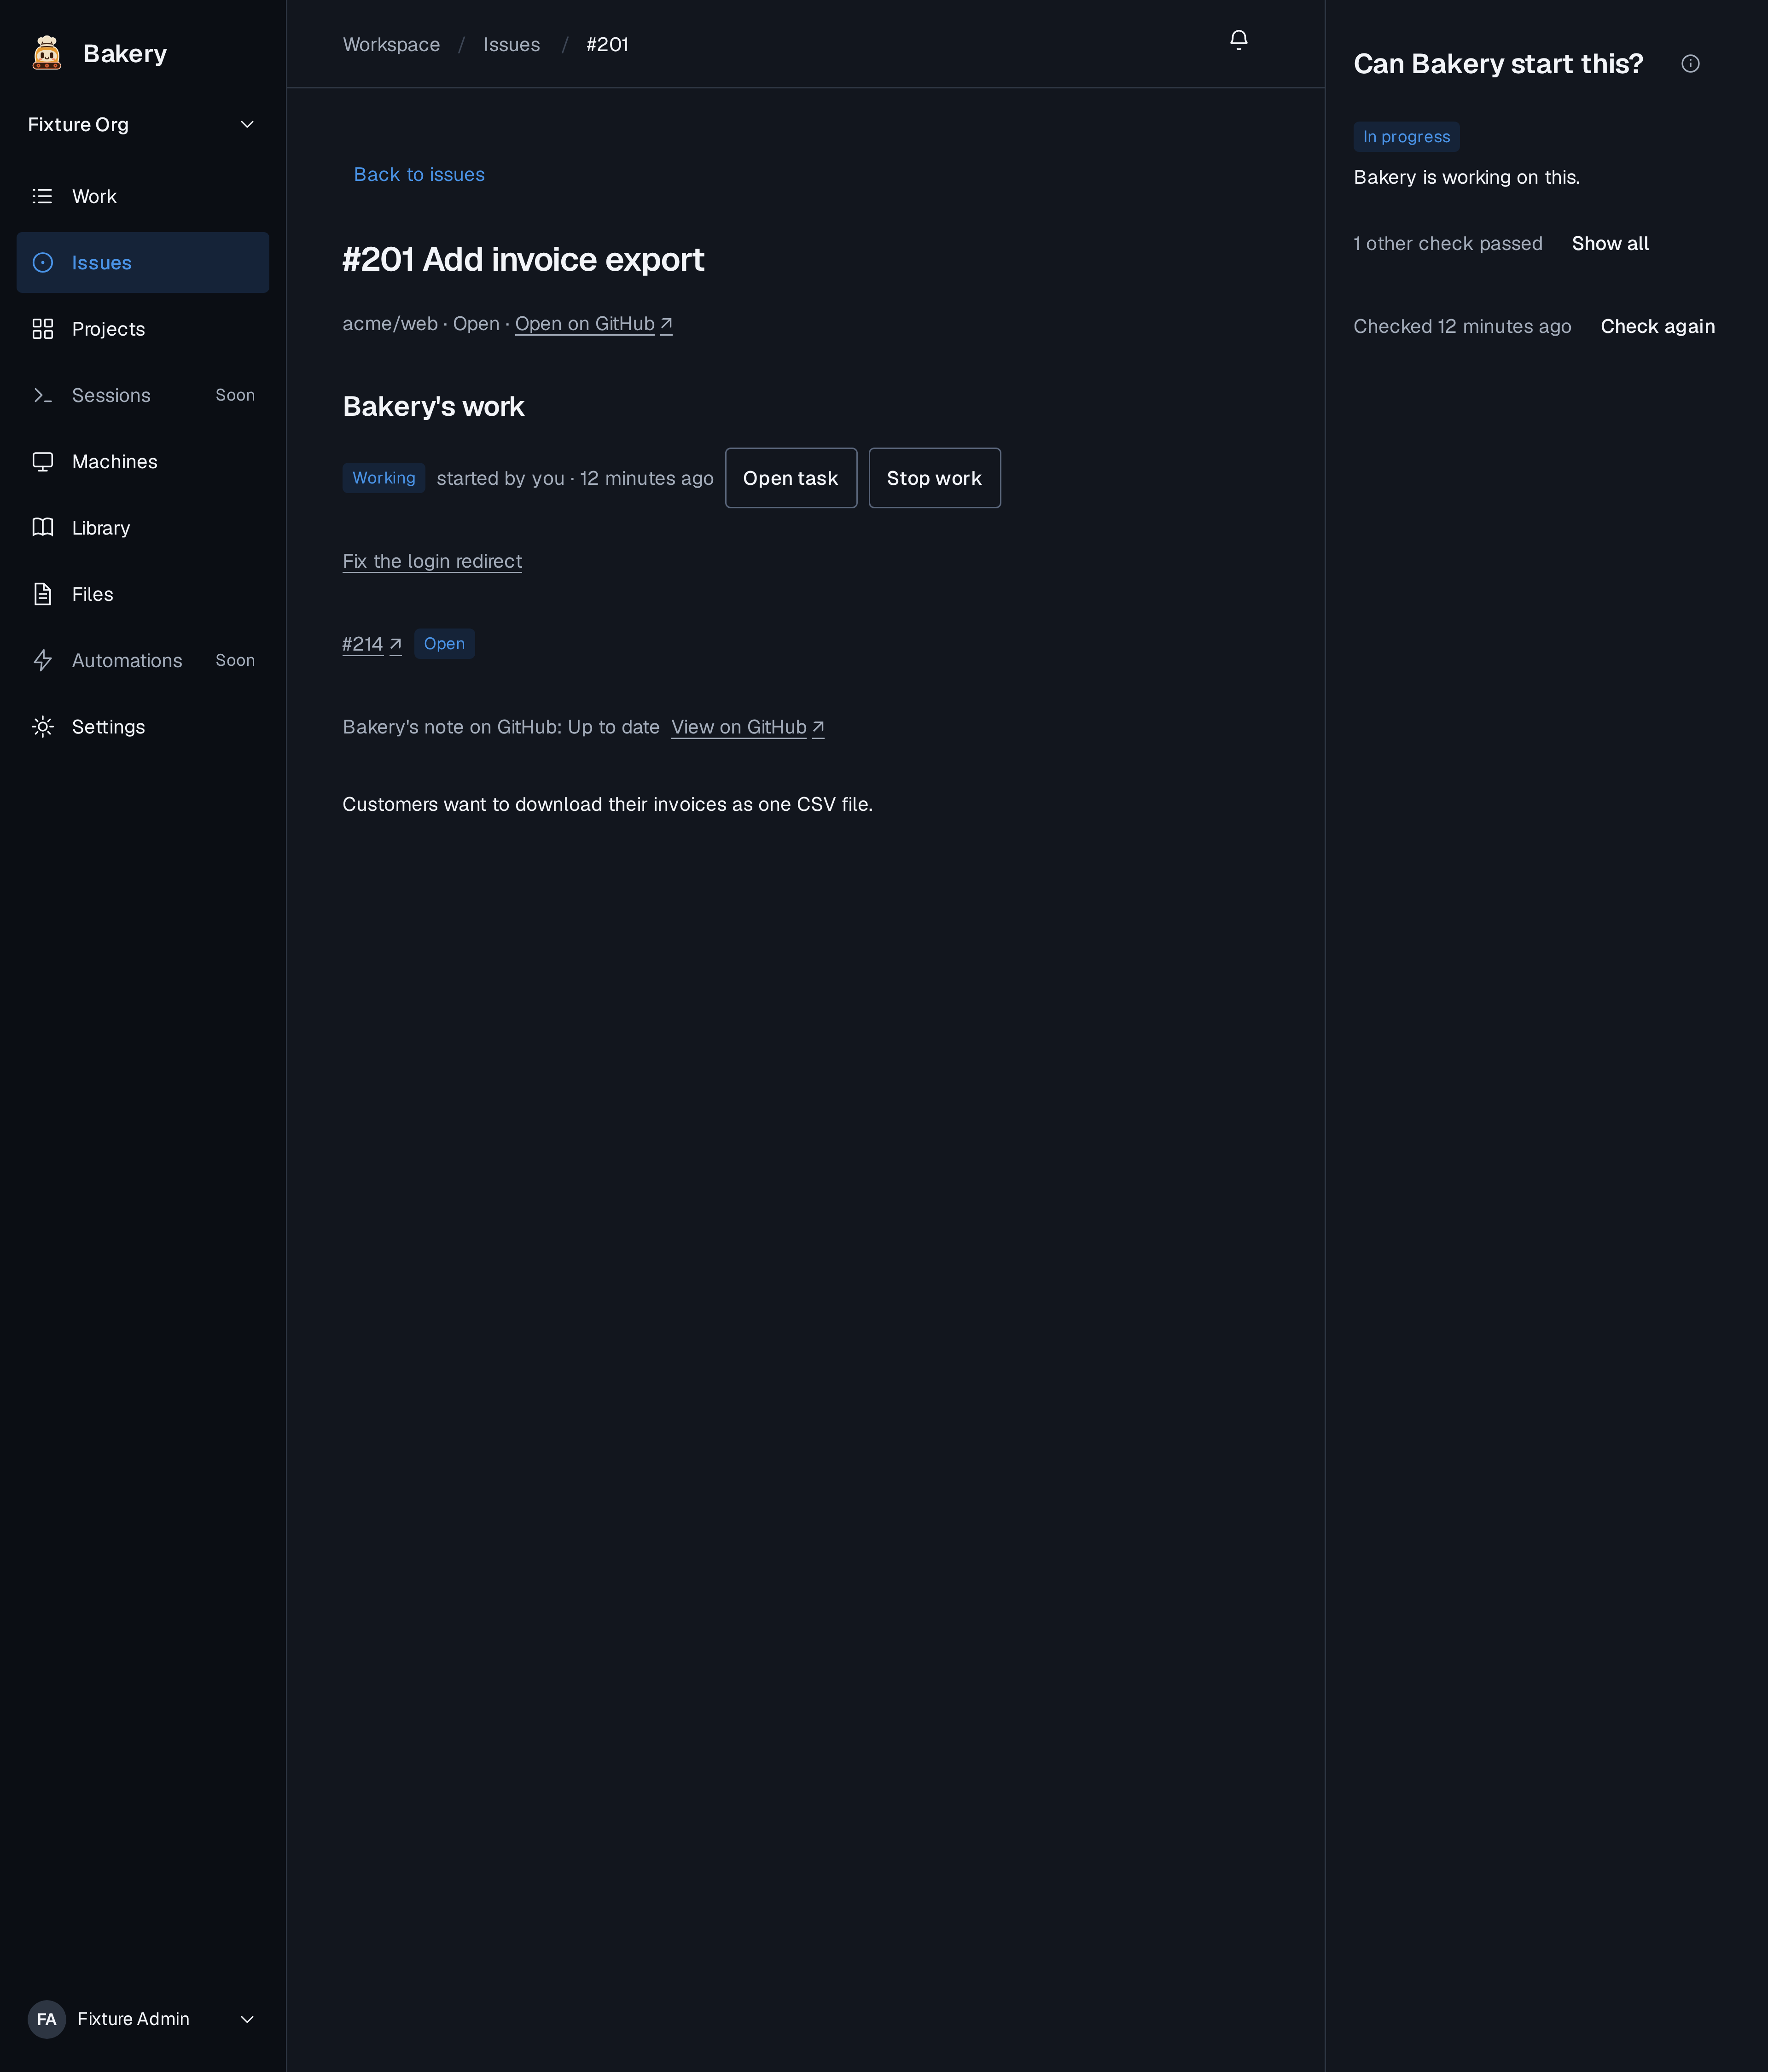 Bakery
Fixture Org
Work
Issues
Projects
Sessions Soon
Machines
Library
Files
Automations Soon
Settings
FA Fixture Admin
Workspace / Issues / #201
Back to issues
#201 Add invoice export
acme/web · Open · Open on GitHub ↗
Bakery's work
Working started by you · 12 minutes ago Open task Stop work
Fix the login redirect
#214 ↗ Open
Bakery's note on GitHub: Up to date View on GitHub ↗
Customers want to download their invoices as one CSV file.
Can Bakery start this?
In progress
Bakery is working on this.
1 other check passed Show all
Checked 12 minutes ago Check again